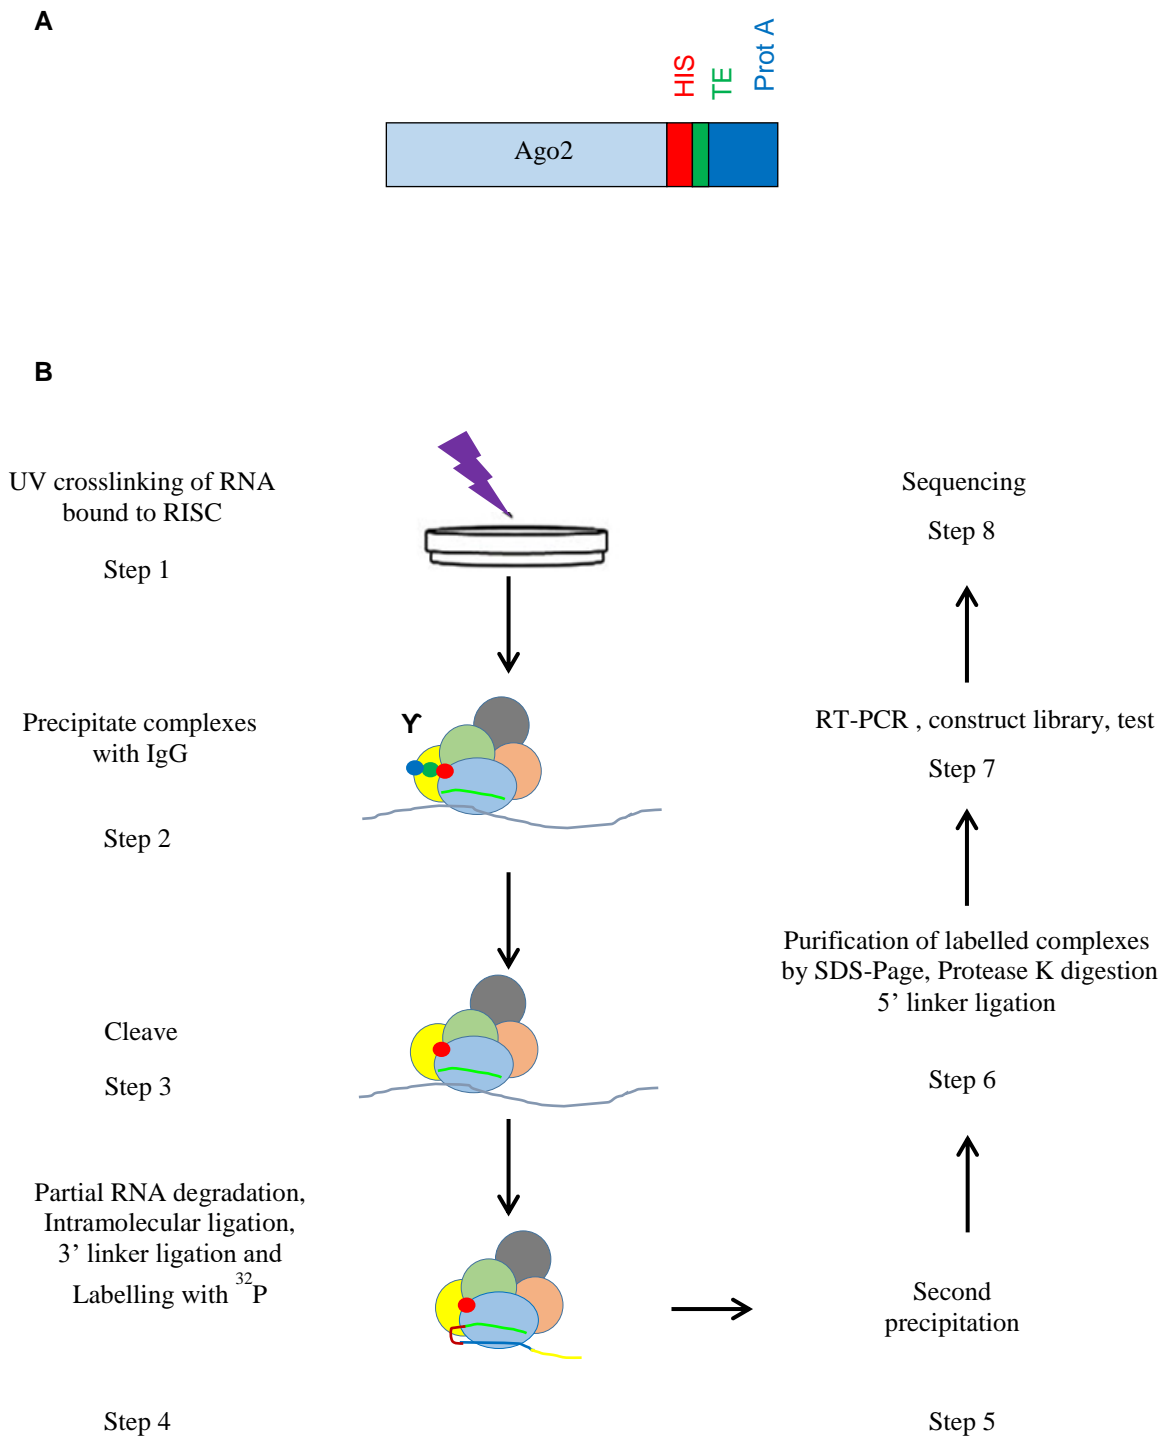 A
HIS
TE
Prot A
Ago2
B
UV crosslinking of RNA
bound to RISC
Step 1
Precipitate complexes
with IgG
Step 2
Cleave
Step 3
Partial RNA degradation,
Intramolecular ligation,
3’ linker ligation and
Labelling with ³²P
Step 4
Second
precipitation
Step 5
Purification of labelled complexes
by SDS-Page, Protease K digestion
5’ linker ligation
Step 6
RT-PCR , construct library, test
Step 7
Sequencing
Step 8